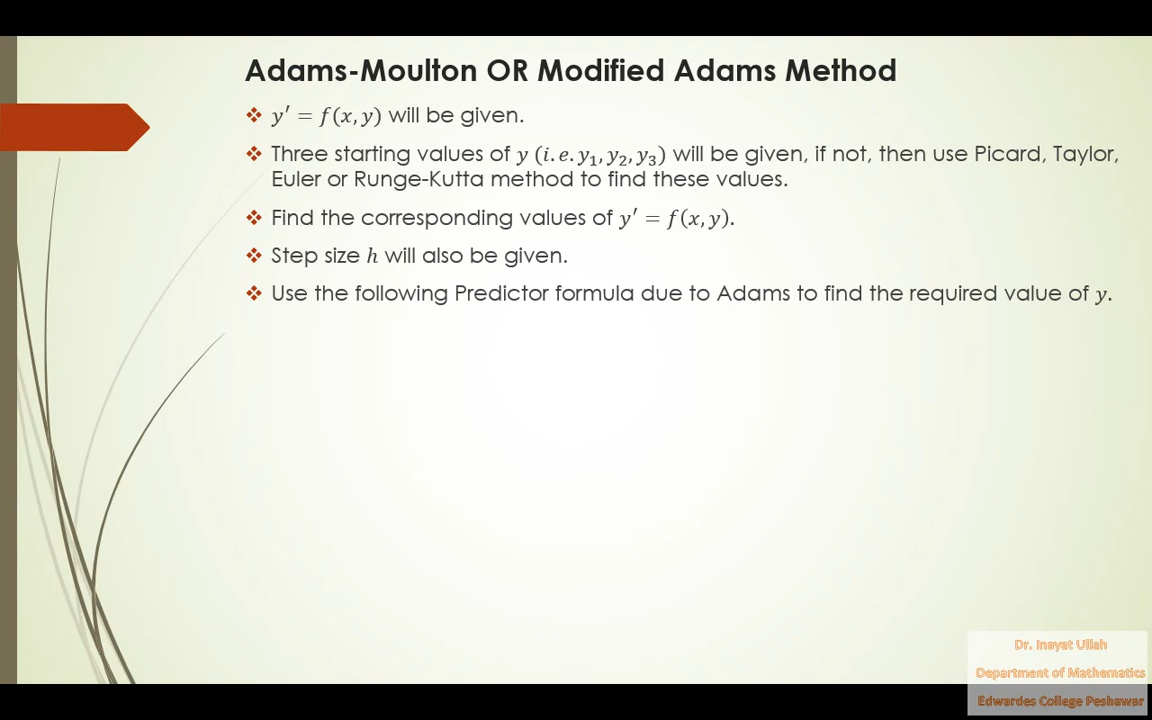 Adams-Moulton OR Modified Adams Method
❖ y′ = f(x, y) will be given.
❖ Three starting values of y (i.e. y₁, y₂, y₃) will be given, if not, then use Picard, Taylor,
Euler or Runge-Kutta method to find these values.
❖ Find the corresponding values of y′ = f(x, y).
❖ Step size h will also be given.
❖ Use the following Predictor formula due to Adams to find the required value of y.
Dr. Inayat Ullah
Department of Mathematics
Edwardes College Peshawar